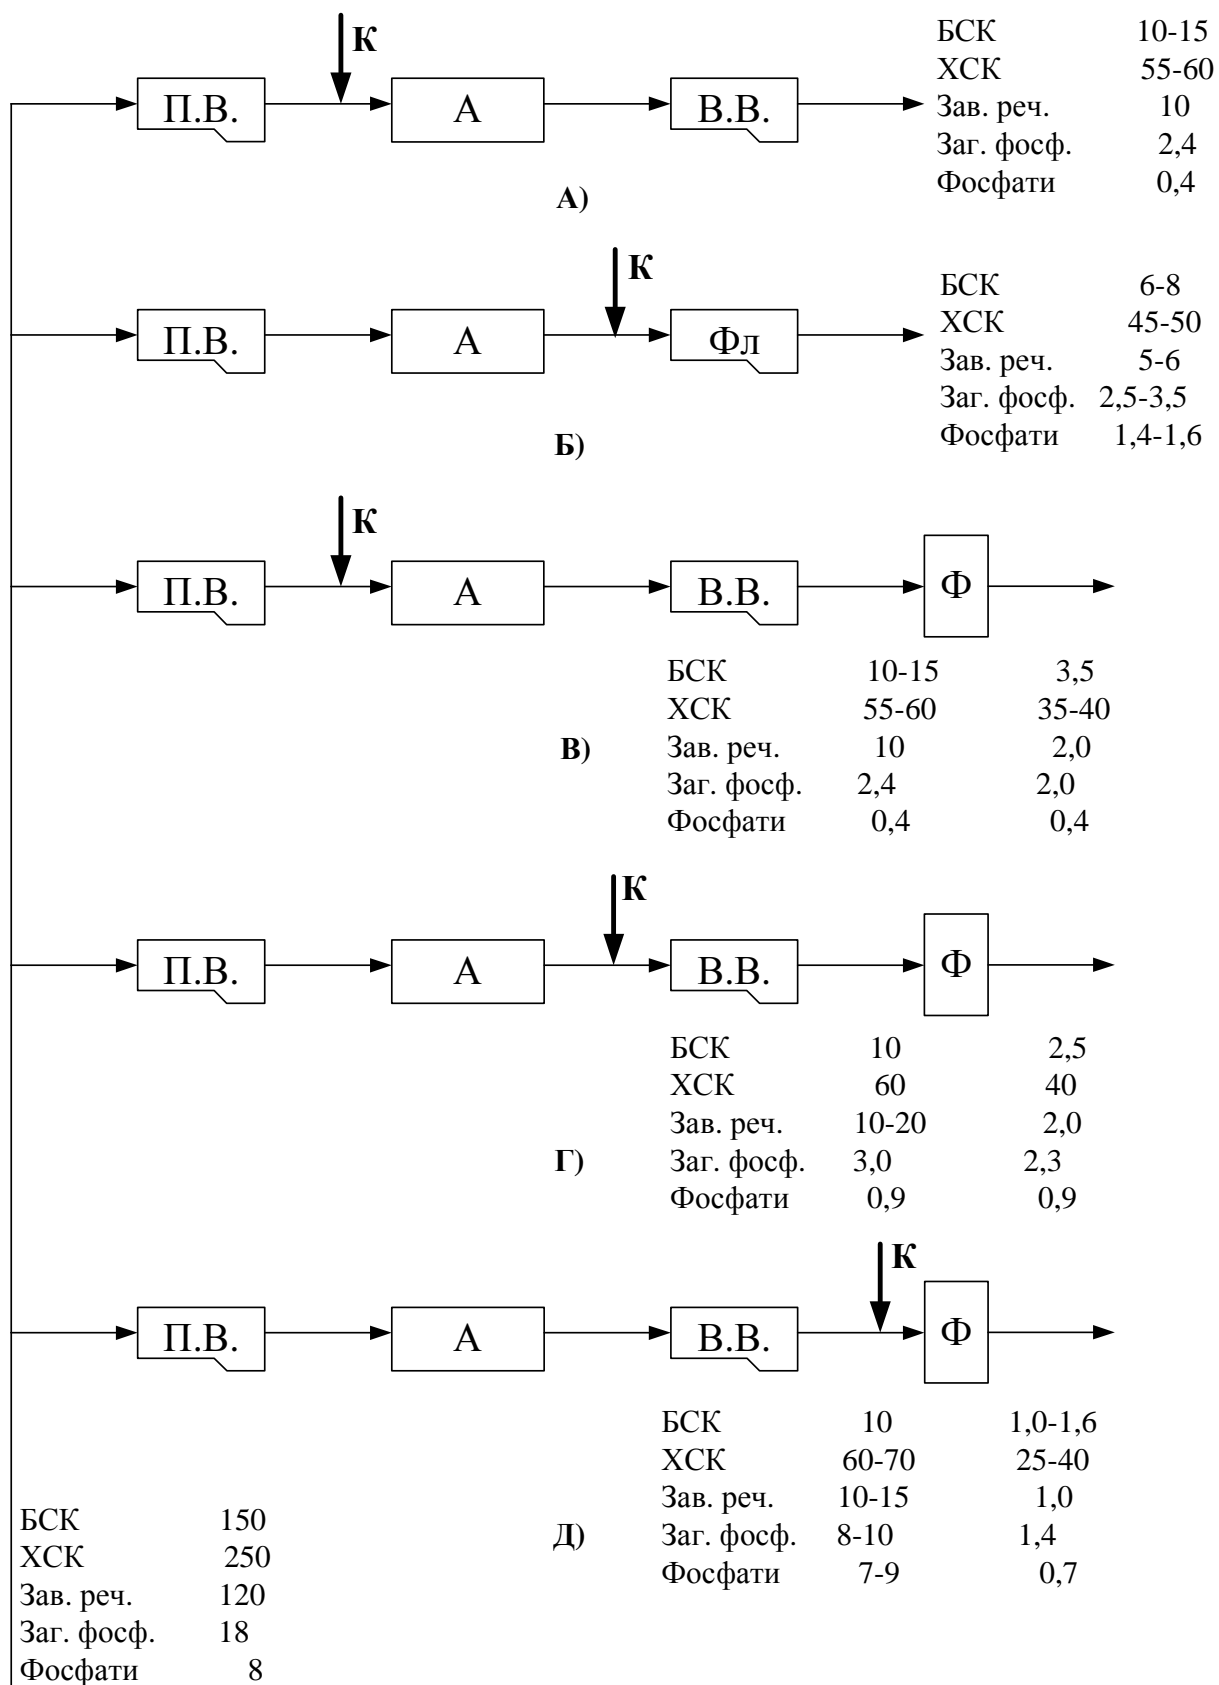 К
П.В. А В.В.
БСК 10-15
ХСК 55-60
Зав. реч. 10
Заг. фосф. 2,4
Фосфати 0,4
А)
К
П.В. А Фл
БСК 6-8
ХСК 45-50
Зав. реч. 5-6
Заг. фосф. 2,5-3,5
Фосфати 1,4-1,6
Б)
К
П.В. А В.В. Ф
БСК 10-15 3,5
ХСК 55-60 35-40
Зав. реч. 10 2,0
Заг. фосф. 2,4 2,0
Фосфати 0,4 0,4
В)
К
П.В. А В.В. Ф
БСК 10 2,5
ХСК 60 40
Зав. реч. 10-20 2,0
Заг. фосф. 3,0 2,3
Фосфати 0,9 0,9
Г)
К
П.В. А В.В. Ф
БСК 10 1,0-1,6
ХСК 60-70 25-40
Зав. реч. 10-15 1,0
Заг. фосф. 8-10 1,4
Фосфати 7-9 0,7
Д)
БСК 150
ХСК 250
Зав. реч. 120
Заг. фосф. 18
Фосфати 8